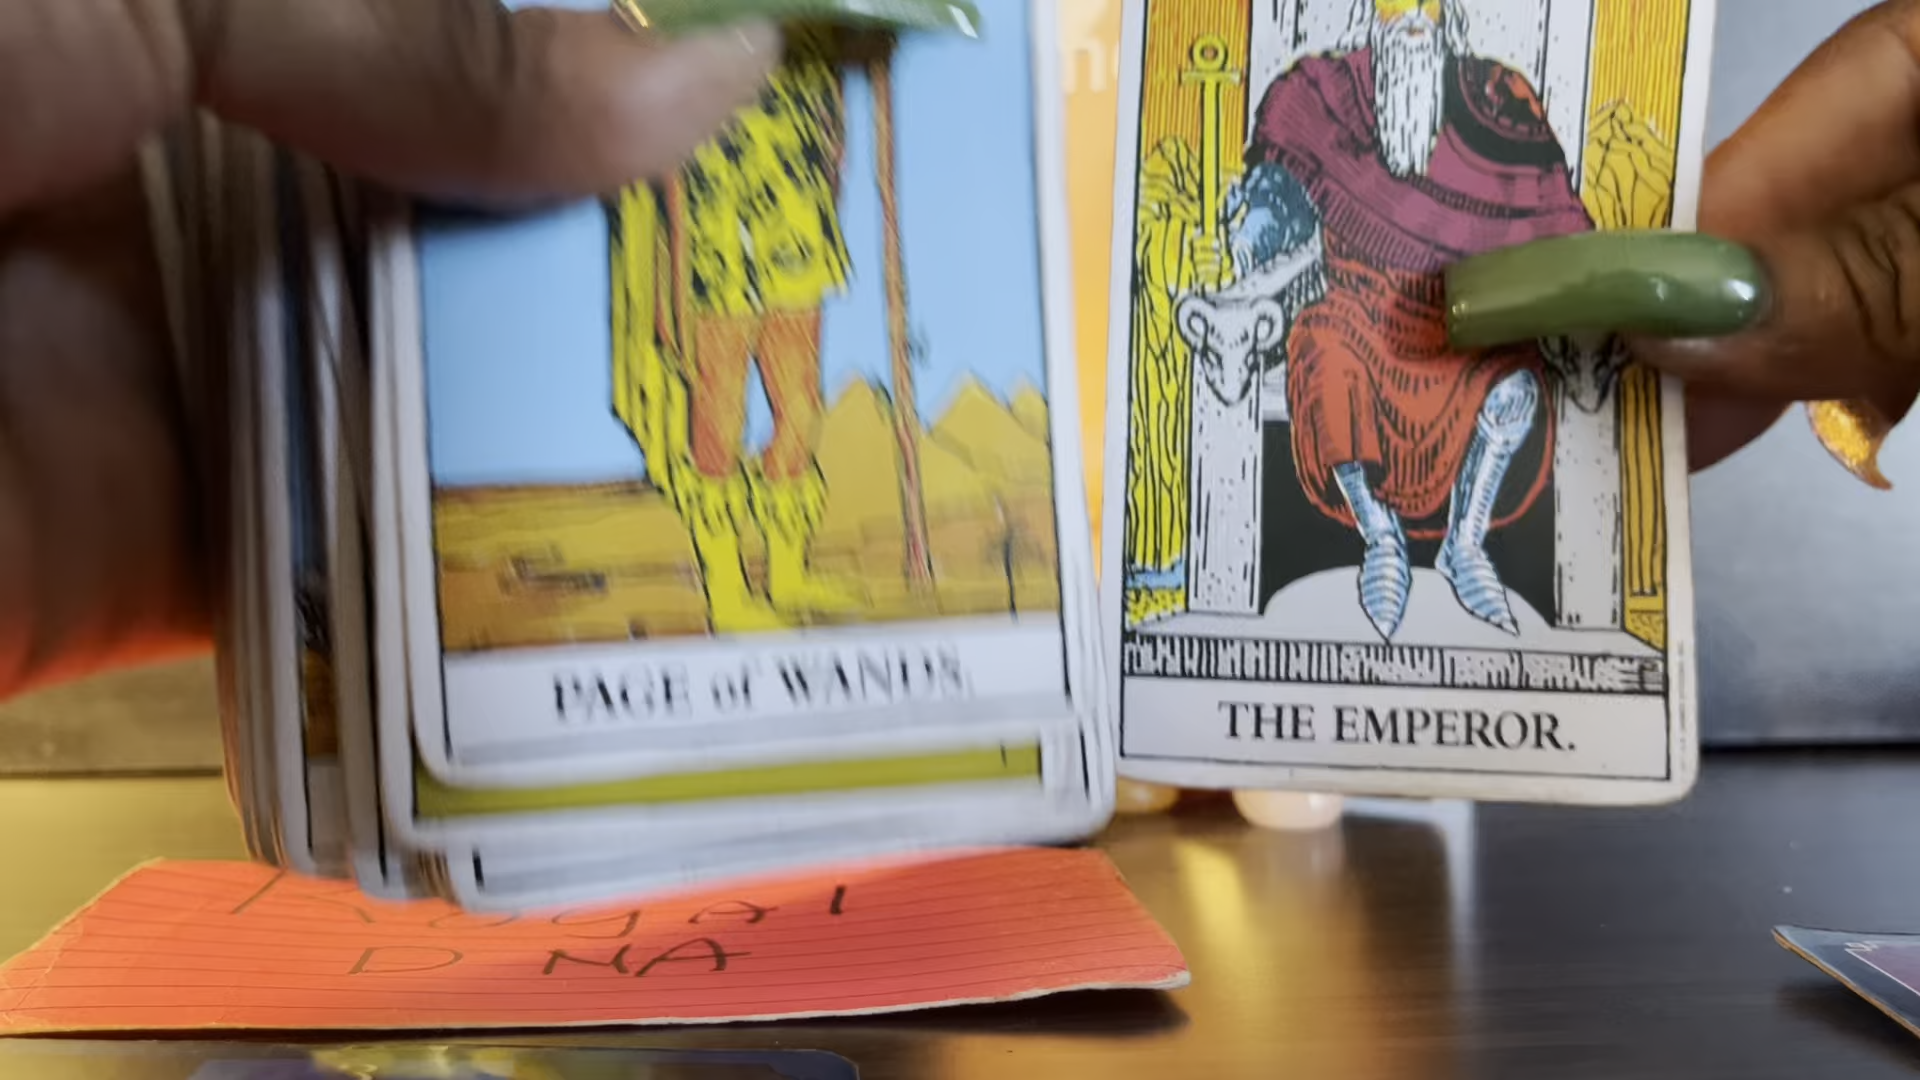 PAGE of WANDS.
THE EMPEROR.
Royal
DNA